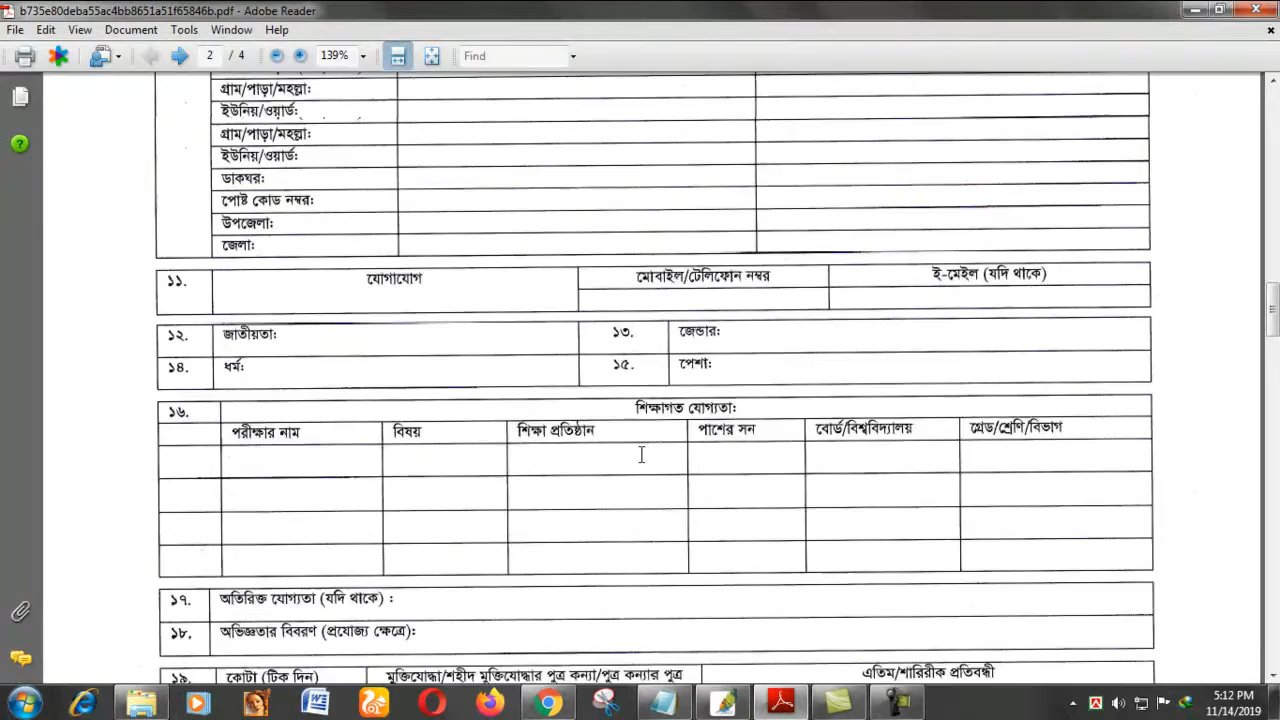 b735e80deba55ac4bb8651a51f65846b.pdf - Adobe Reader
File Edit View Document Tools Window Help
2 / 4 139% Find
গ্রাম/পাড়া/মহল্লা:
ইউনিয়/ওয়ার্ড:
গ্রাম/পাড়া/মহল্লা:
ইউনিয়/ওয়ার্ড:
ডাকঘর:
পোষ্ট কোড নম্বর:
উপজেলা:
জেলা:
১১. যোগাযোগ মোবাইল/টেলিফোন নম্বর ই-মেইল (যদি থাকে)
১২. জাতীয়তা: ১৩. জেন্ডার:
১৪. ধর্ম: ১৫. পেশা:
১৬. শিক্ষাগত যোগ্যতা:
পরীক্ষার নাম বিষয় শিক্ষা প্রতিষ্ঠান পাশের সন বোর্ড/বিশ্ববিদ্যালয় গ্রেড/শ্রেণি/বিভাগ
১৭. অতিরিক্ত যোগ্যতা (যদি থাকে) :
১৮. অভিজ্ঞতার বিবরণ (প্রযোজ্য ক্ষেত্রে):
১৯. কোটা (টিক দিন) মুক্তিযোদ্ধা/শহীদ মুক্তিযোদ্ধার পুত্র কন্যা/পুত্র কন্যার পুত্র এতিম/শারিরীক প্রতিবন্ধী
5:12 PM
11/14/2019